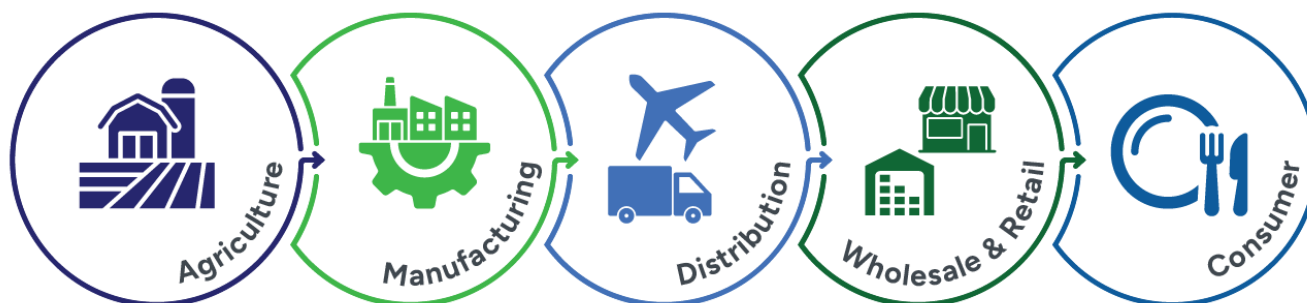 Agriculture
Manufacturing
Distribution
Wholesale & Retail
Consumer